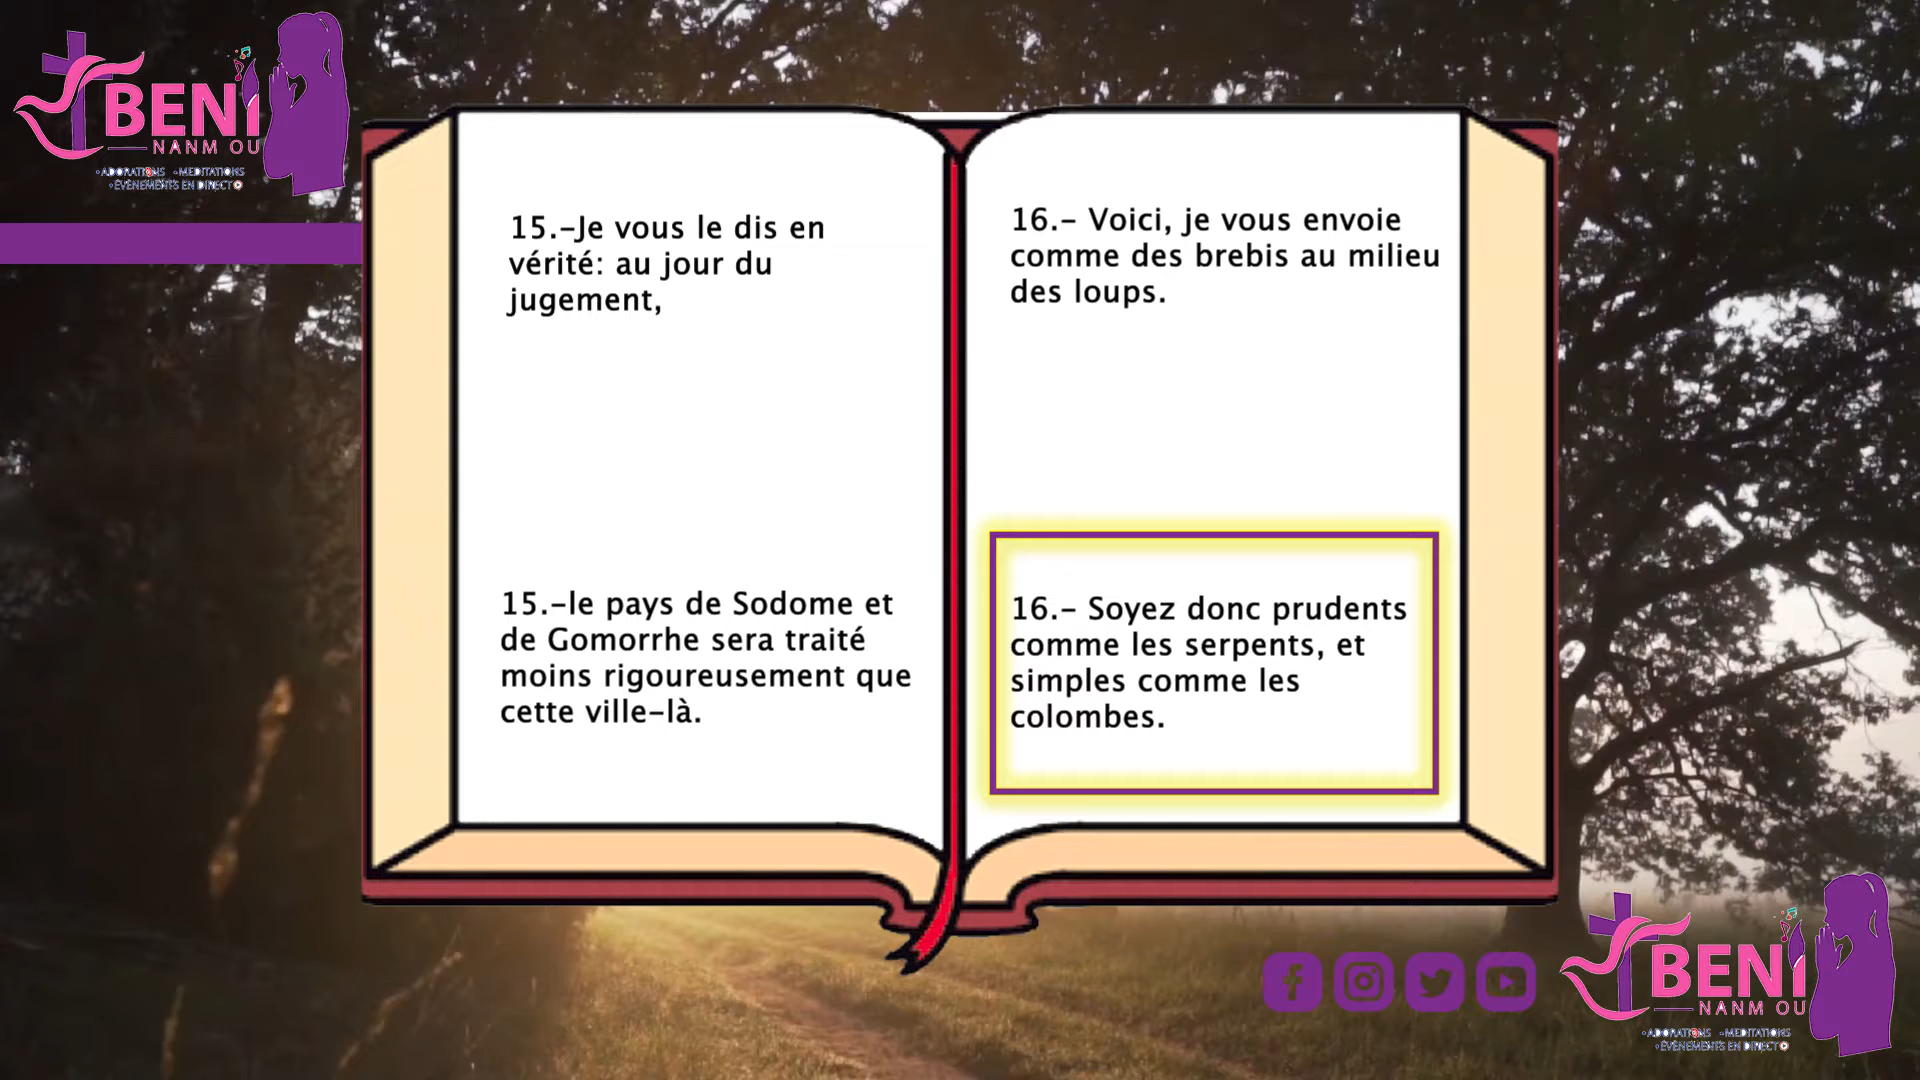 BENI
NANM OU
•ADORATIONS •MEDITATIONS
•ÉVÈNEMENTS EN DIRECT
15.-Je vous le dis en
vérité: au jour du
jugement,
15.-le pays de Sodome et
de Gomorrhe sera traité
moins rigoureusement que
cette ville-là.
16.- Voici, je vous envoie
comme des brebis au milieu
des loups.
16.- Soyez donc prudents
comme les serpents, et
simples comme les
colombes.
BENI
NANM OU
•ADORATIONS •MEDITATIONS
•ÉVÈNEMENTS EN DIRECT